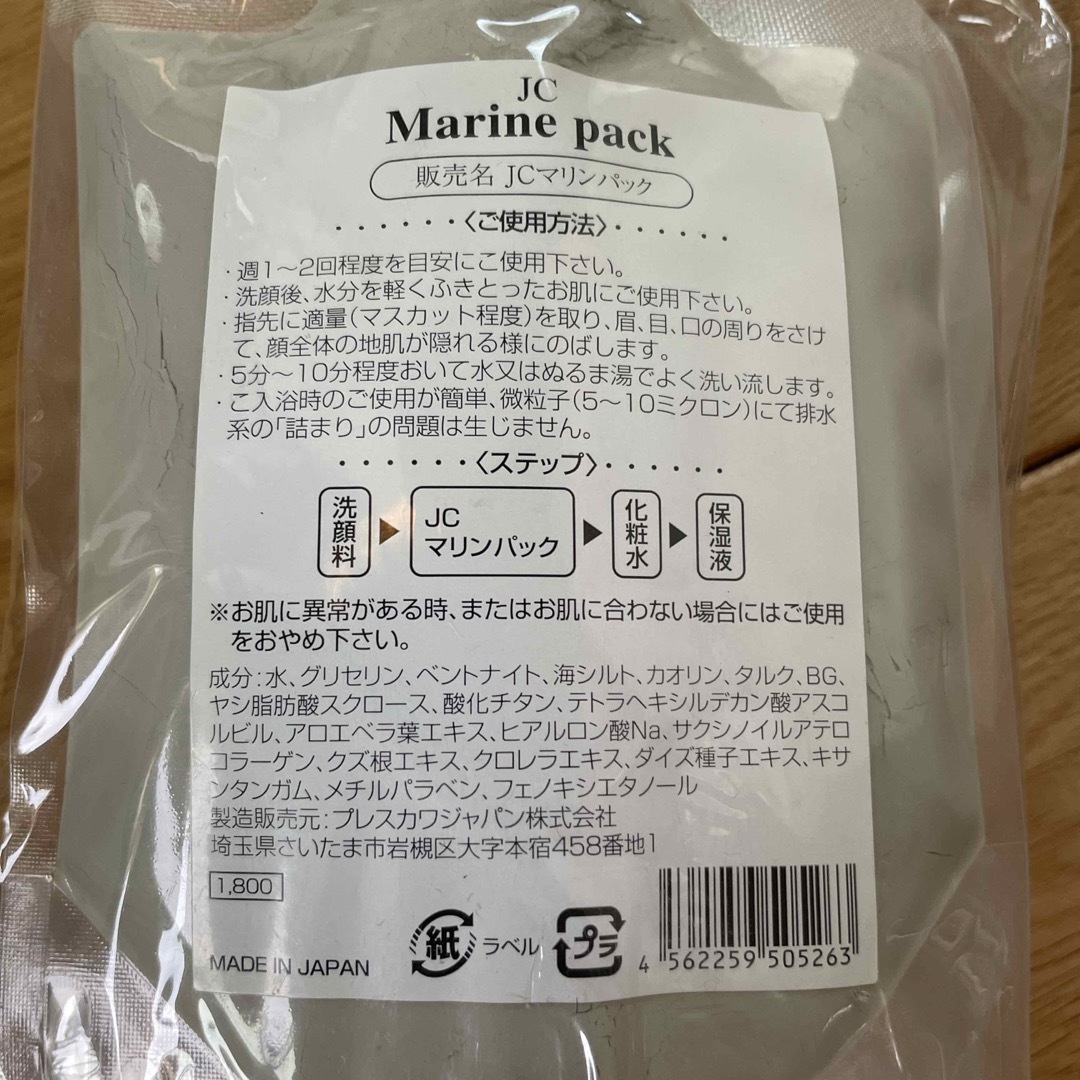 JC
Marine pack
販売名 JCマリンパック
・・・・・・〈ご使用方法〉・・・・・・
・週1～2回程度を目安にご使用下さい。
・洗顔後、水分を軽くふきとったお肌にご使用下さい。
・指先に適量(マスカット程度)を取り、眉、目、口の周りをさけ
て、顔全体の地肌が隠れる様にのばします。
・5分～10分程度おいて水又はぬるま湯でよく洗い流します。
・ご入浴時のご使用が簡単、微粒子(5～10ミクロン)にて排水
系の「詰まり」の問題は生じません。
・・・・・・〈ステップ〉・・・・・・
洗顔料 ▶ JCマリンパック ▶ 化粧水 ▶ 保湿液
※お肌に異常がある時、またはお肌に合わない場合にはご使用
をおやめ下さい。
成分:水、グリセリン、ベントナイト、海シルト、カオリン、タルク、BG、
ヤシ脂肪酸スクロース、酸化チタン、テトラヘキシルデカン酸アスコ
ルビル、アロエベラ葉エキス、ヒアルロン酸Na、サクシノイルアテロ
コラーゲン、クズ根エキス、クロレラエキス、ダイズ種子エキス、キサ
ンタンガム、メチルパラベン、フェノキシエタノール
製造販売元:プレスカワジャパン株式会社
埼玉県さいたま市岩槻区大字本宿458番地1
1,800
MADE IN JAPAN
紙 ラベル プラ
4 562259 505263